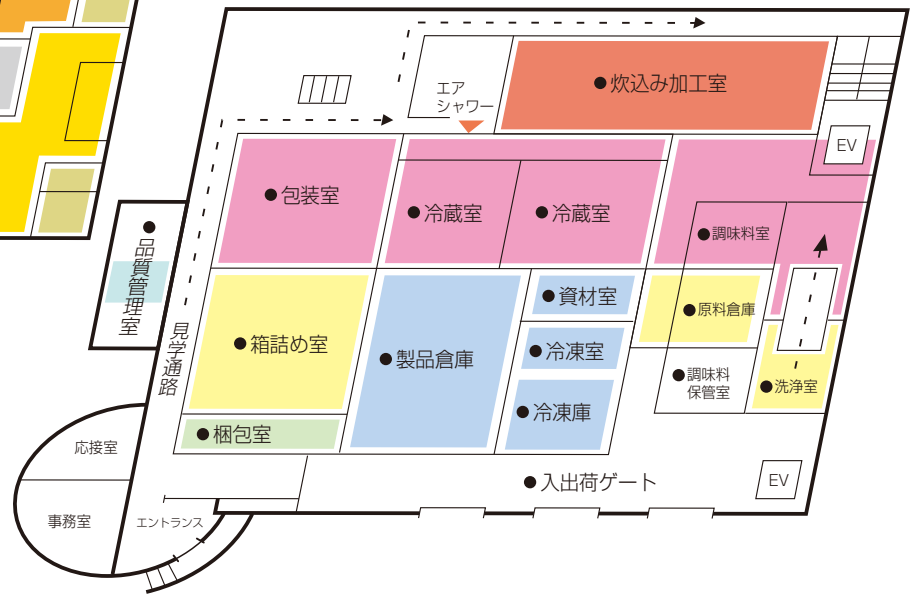 ●炊込み加工室
エア
シャワー
EV
●包装室
●冷蔵室
●冷蔵室
●調味料室
●
品質管理室
●資材室
●原料倉庫
見学通路
●箱詰め室
●製品倉庫
●冷凍室
●調味料
保管室
●洗浄室
●冷凍庫
●梱包室
応接室
●入出荷ゲート
EV
事務室
エントランス